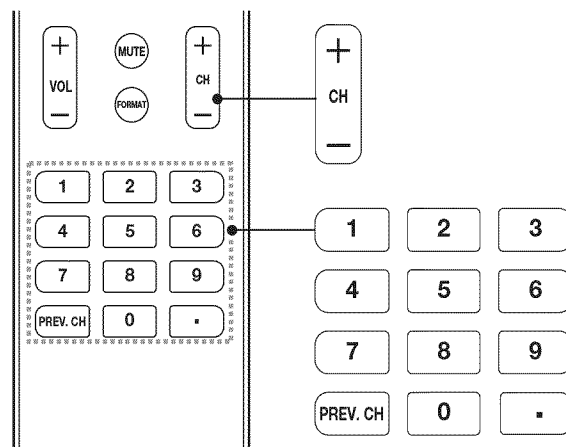 + MUTE +
VOL CH
FORMAT
— —
+
CH
—
1 2 3
4 5 6
7 8 9
PREV. CH 0 .
1 2 3
4 5 6
7 8 9
PREV. CH 0 .